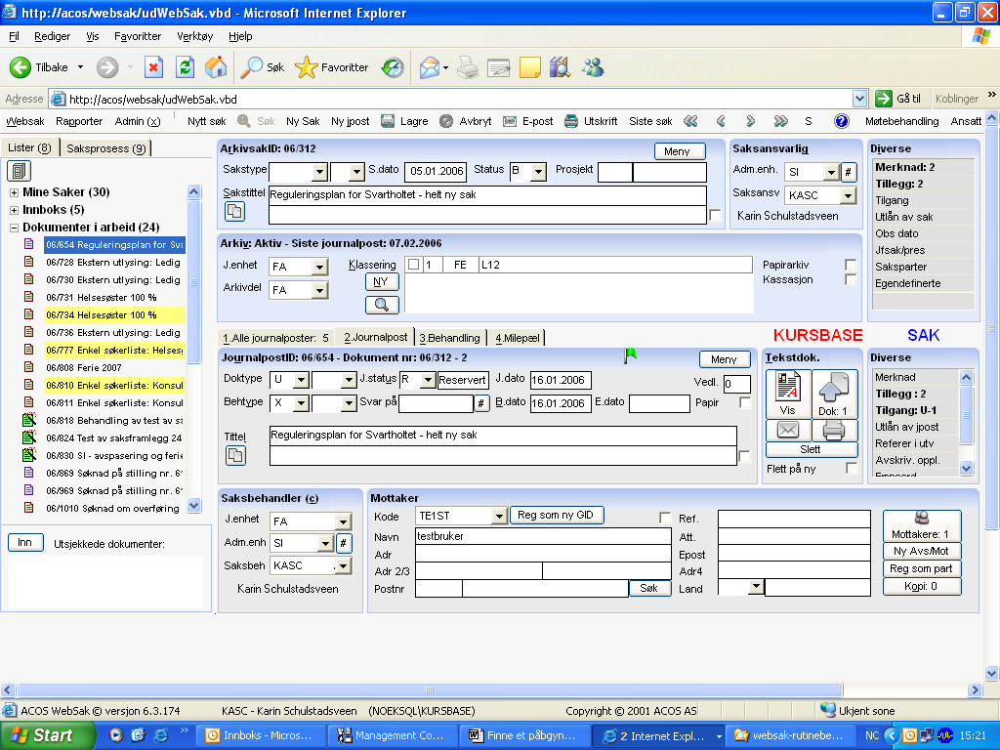 http://acos/websak/udWebSak.vbd - Microsoft Internet Explorer
Fil Rediger Vis Favoritter Verktøy Hjelp
Tilbake Søk Favoritter
Adresse http://acos/websak/udWebSak.vbd Gå til Koblinger »
Websak Rapporter Admin (x) Nytt søk Søk Ny Sak Ny jpost Lagre Avbryt E-post Utskrift Siste søk S Møtebehandling Ansatt
Lister (8) Saksprosess (9)
Mine Saker (30)
Innboks (5)
Dokumenter i arbeid (24)
06/654 Reguleringsplan for Sva
06/728 Ekstern utlysing: Ledig
06/730 Ekstern utlysing: Ledig
06/731 Helsesøster 100 %
06/734 Helsesøster 100 %
06/736 Ekstern utlysing: Ledig
06/777 Enkel søkerliste: Helses
06/808 Ferie 2007
06/810 Enkel søkerliste: Konsul
06/811 Enkel søkerliste: Konsul
06/818 Behandling av test av sa
06/824 Test av saksframlegg 24
06/830 SI - avspasering og ferie
06/869 Søknad på stilling nr. 61
06/969 Søknad på stilling nr. 61
06/1010 Søknad om overføring
Inn Utsjekkede dokumenter:
ArkivsakID: 06/312 Meny
Sakstype S.dato 05.01.2006 Status B Prosjekt
Sakstittel Reguleringsplan for Svartholtet - helt ny sak
Saksansvarlig
Adm.enh. SI #
Saksansv KASC
Karin Schulstadsveen
Diverse
Merknad: 2
Tillegg: 2
Tilgang
Utlån av sak
Obs dato
Jfsak/pres
Saksparter
Egendefinerte
Arkiv: Aktiv - Siste journalpost: 07.02.2006
J.enhet FA Klassering 1 FE L12 Papirarkiv
Arkivdel FA NY Kassasjon
1.Alle journalposter: 5 2.Journalpost 3.Behandling 4.Milepæl KURSBASE SAK
JournalpostID: 06/654 - Dokument nr: 06/312 - 2 Meny
Doktype U J.status R Reservert J.dato 16.01.2006 Vedl. 0
Behtype X Svar på # B.dato 16.01.2006 E.dato Papir
Tittel Reguleringsplan for Svartholtet - helt ny sak
Tekstdok.
Vis Dok: 1
Slett
Flett på ny
Diverse
Merknad
Tillegg : 2
Tilgang: U-1
Utlån av jpost
Referer i utv
Avskriv. oppl.
Saksbehandler (c)
J.enhet FA
Adm.enh SI #
Saksbeh KASC
Karin Schulstadsveen
Mottaker
Kode TE1ST Reg som ny GID Ref.
Navn testbruker Att.
Adr Epost
Adr 2/3 Adr4
Postnr Søk Land
Mottakere: 1
Ny Avs/Mot
Reg som part
Kopi: 0
ACOS WebSak © versjon 6.3.174 KASC - Karin Schulstadsveen (NOEKSQL\KURSBASE) Copyright © 2001 ACOS AS Ukjent sone
Start » Innboks - Micros... Management Co... Finne et påbgyn... 2 Internet Expl... websak-rutinebe... NC 15:21